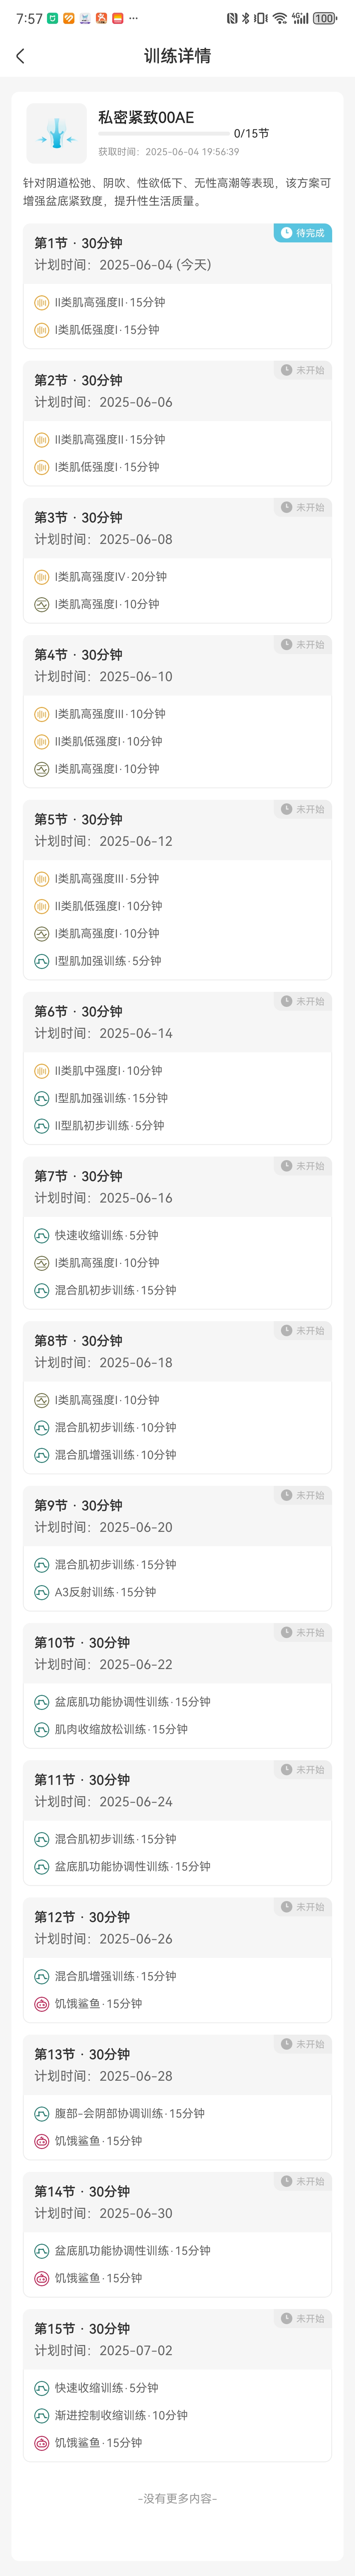 7:57 ··· 100
训练详情
私密紧致00AE
0/15节
获取时间：2025-06-04 19:56:39
针对阴道松弛、阴吹、性欲低下、无性高潮等表现，该方案可
增强盆底紧致度，提升性生活质量。
待完成
第1节 · 30分钟
计划时间：2025-06-04 (今天)
II类肌高强度II·15分钟
I类肌低强度I·15分钟
未开始
第2节 · 30分钟
计划时间：2025-06-06
II类肌高强度II·15分钟
I类肌低强度I·15分钟
未开始
第3节 · 30分钟
计划时间：2025-06-08
I类肌高强度IV·20分钟
I类肌高强度I·10分钟
未开始
第4节 · 30分钟
计划时间：2025-06-10
I类肌高强度III·10分钟
II类肌低强度I·10分钟
I类肌高强度I·10分钟
未开始
第5节 · 30分钟
计划时间：2025-06-12
I类肌高强度III·5分钟
II类肌低强度I·10分钟
I类肌高强度I·10分钟
I型肌加强训练·5分钟
未开始
第6节 · 30分钟
计划时间：2025-06-14
II类肌中强度I·10分钟
I型肌加强训练·15分钟
II型肌初步训练·5分钟
未开始
第7节 · 30分钟
计划时间：2025-06-16
快速收缩训练·5分钟
I类肌高强度I·10分钟
混合肌初步训练·15分钟
未开始
第8节 · 30分钟
计划时间：2025-06-18
I类肌高强度I·10分钟
混合肌初步训练·10分钟
混合肌增强训练·10分钟
未开始
第9节 · 30分钟
计划时间：2025-06-20
混合肌初步训练·15分钟
A3反射训练·15分钟
未开始
第10节 · 30分钟
计划时间：2025-06-22
盆底肌功能协调性训练·15分钟
肌肉收缩放松训练·15分钟
未开始
第11节 · 30分钟
计划时间：2025-06-24
混合肌初步训练·15分钟
盆底肌功能协调性训练·15分钟
未开始
第12节 · 30分钟
计划时间：2025-06-26
混合肌增强训练·15分钟
饥饿鲨鱼·15分钟
未开始
第13节 · 30分钟
计划时间：2025-06-28
腹部-会阴部协调训练·15分钟
饥饿鲨鱼·15分钟
未开始
第14节 · 30分钟
计划时间：2025-06-30
盆底肌功能协调性训练·15分钟
饥饿鲨鱼·15分钟
未开始
第15节 · 30分钟
计划时间：2025-07-02
快速收缩训练·5分钟
渐进控制收缩训练·10分钟
饥饿鲨鱼·15分钟
-没有更多内容-